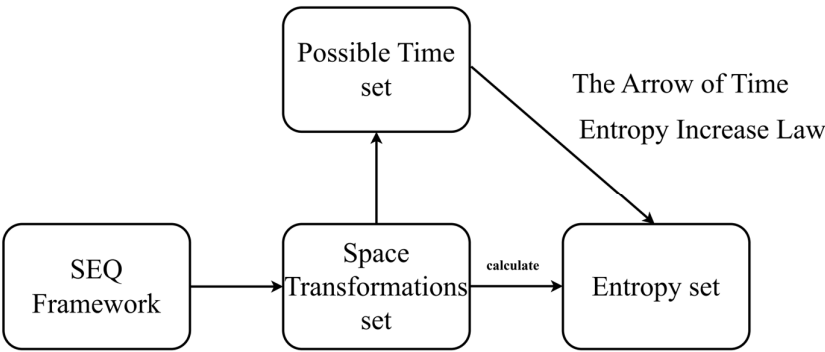 Possible Time
set
The Arrow of Time
Entropy Increase Law
SEQ
Framework
Space
Transformations
set
calculate
Entropy set